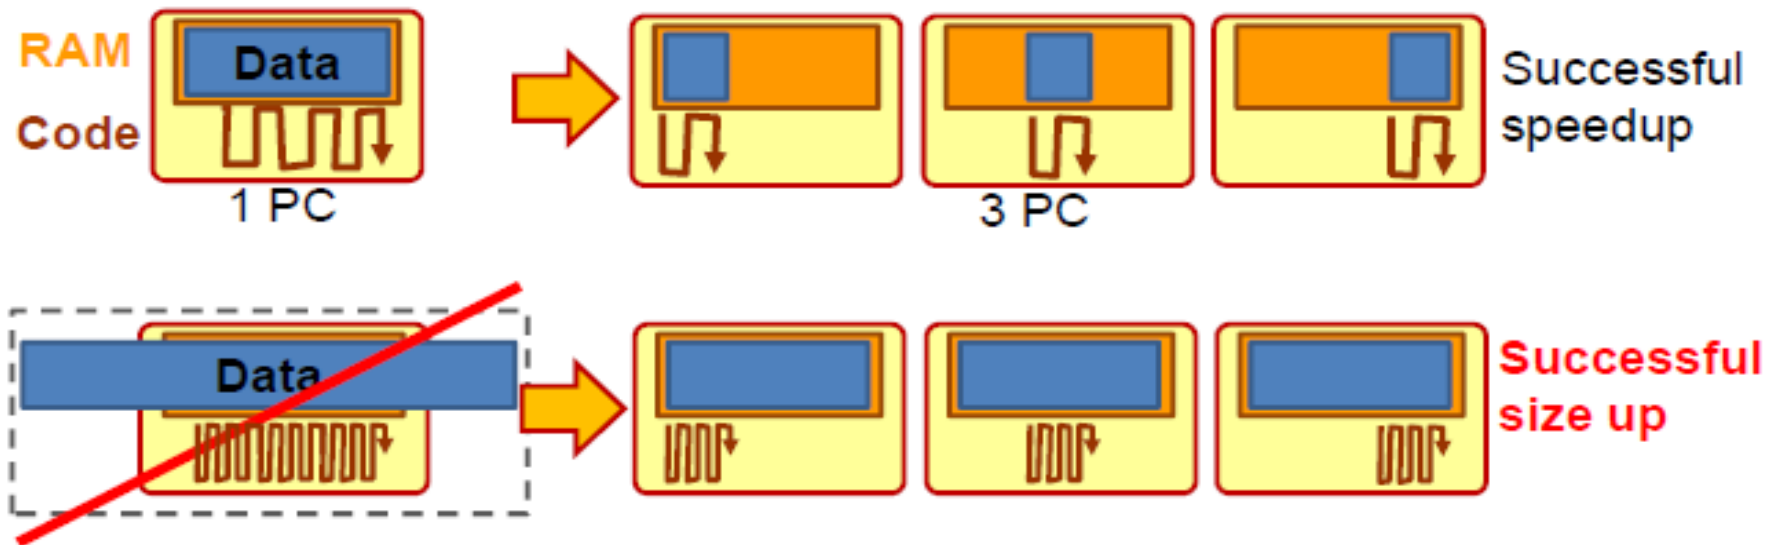 RAM
Data
Code
1 PC
3 PC
Successful
speedup
Data
Successful
size up